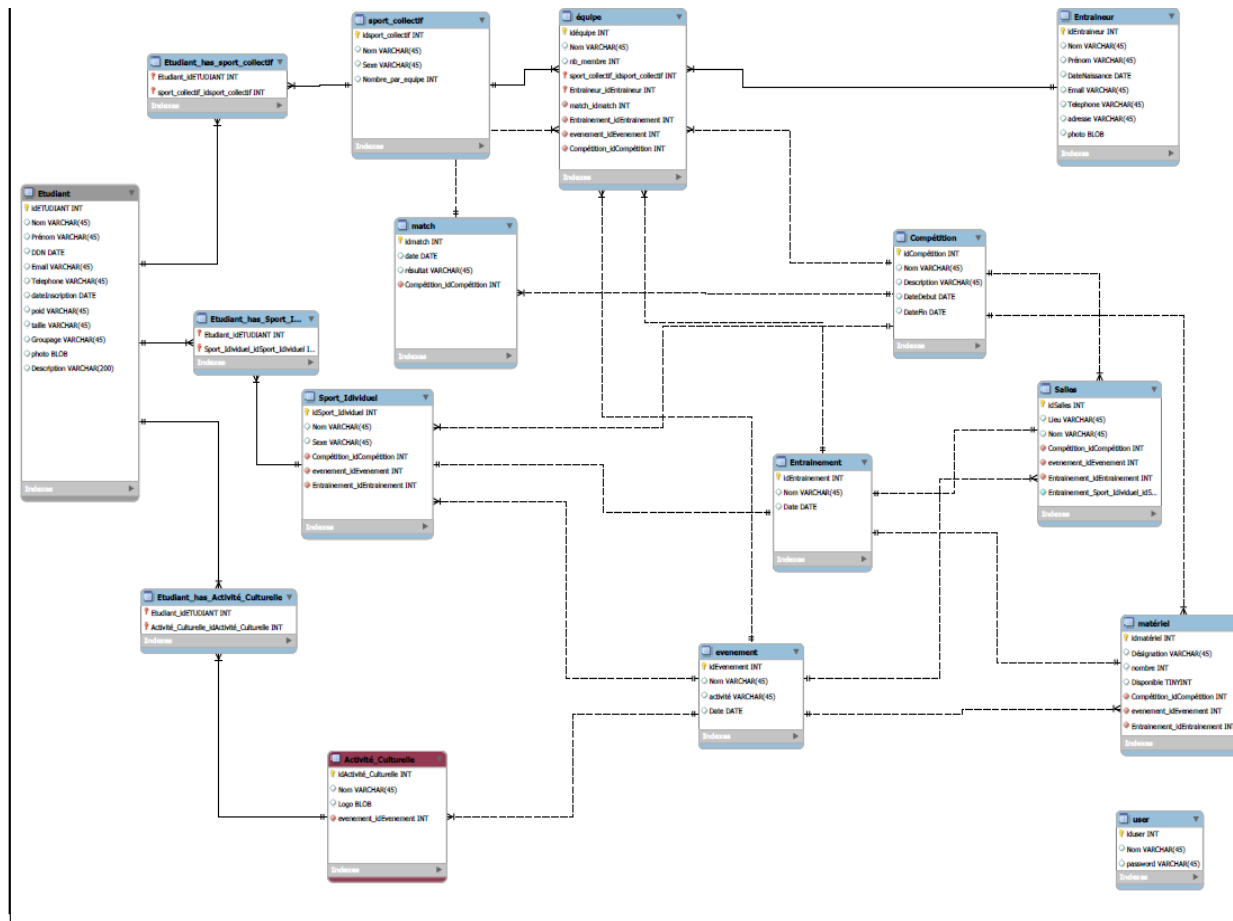 sport_collectif
idsport_collectif INT
Nom VARCHAR(45)
Sexe VARCHAR(45)
Nombre_par_equipe INT
Indexes
équipe
idéquipe INT
Nom VARCHAR(45)
nb_membre INT
sport_collectif_idsport_collectif INT
Entraineur_idEntraineur INT
match_idmatch INT
Entrainement_idEntrainement INT
evenement_idEvenement INT
Compétition_idCompétition INT
Indexes
Entraineur
idEntraineur INT
Nom VARCHAR(45)
Prénom VARCHAR(45)
DateNaissance DATE
Email VARCHAR(45)
Telephone VARCHAR(45)
adresse VARCHAR(45)
photo BLOB
Indexes
Etudiant_has_sport_collectif
Etudiant_idETUDIANT INT
sport_collectif_idsport_collectif INT
Indexes
Etudiant
idETUDIANT INT
Nom VARCHAR(45)
Prénom VARCHAR(45)
DDN DATE
Email VARCHAR(45)
Telephone VARCHAR(45)
dateInscription DATE
poid VARCHAR(45)
taille VARCHAR(45)
Groupage VARCHAR(45)
photo BLOB
Description VARCHAR(200)
Indexes
match
idmatch INT
date DATE
résultat VARCHAR(45)
Compétition_idCompétition INT
Indexes
Compétition
idCompétition INT
Nom VARCHAR(45)
Description VARCHAR(45)
DateDebut DATE
DateFin DATE
Indexes
Etudiant_has_Sport_I...
Etudiant_idETUDIANT INT
Sport_Idividuel_idSport_Idividuel I...
Indexes
Sport_Idividuel
idSport_Idividuel INT
Nom VARCHAR(45)
Sexe VARCHAR(45)
Compétition_idCompétition INT
evenement_idEvenement INT
Entrainement_idEntrainement INT
Indexes
Salles
idSalles INT
Lieu VARCHAR(45)
Nom VARCHAR(45)
Compétition_idCompétition INT
evenement_idEvenement INT
Entrainement_idEntrainement INT
Entrainement_Sport_Idividuel_idS...
Indexes
Entrainement
idEntrainement INT
Nom VARCHAR(45)
Date DATE
Indexes
Etudiant_has_Activité_Culturelle
Etudiant_idETUDIANT INT
Activité_Culturelle_idActivité_Culturelle INT
Indexes
evenement
idEvenement INT
Nom VARCHAR(45)
activité VARCHAR(45)
Date DATE
Indexes
matériel
idmatériel INT
Désignation VARCHAR(45)
nombre INT
Disponible TINYINT
Compétition_idCompétition INT
evenement_idEvenement INT
Entrainement_idEntrainement INT
Indexes
Activité_Culturelle
idActivité_Culturelle INT
Nom VARCHAR(45)
Logo BLOB
evenement_idEvenement INT
Indexes
user
iduser INT
Nom VARCHAR(45)
password VARCHAR(45)
Indexes